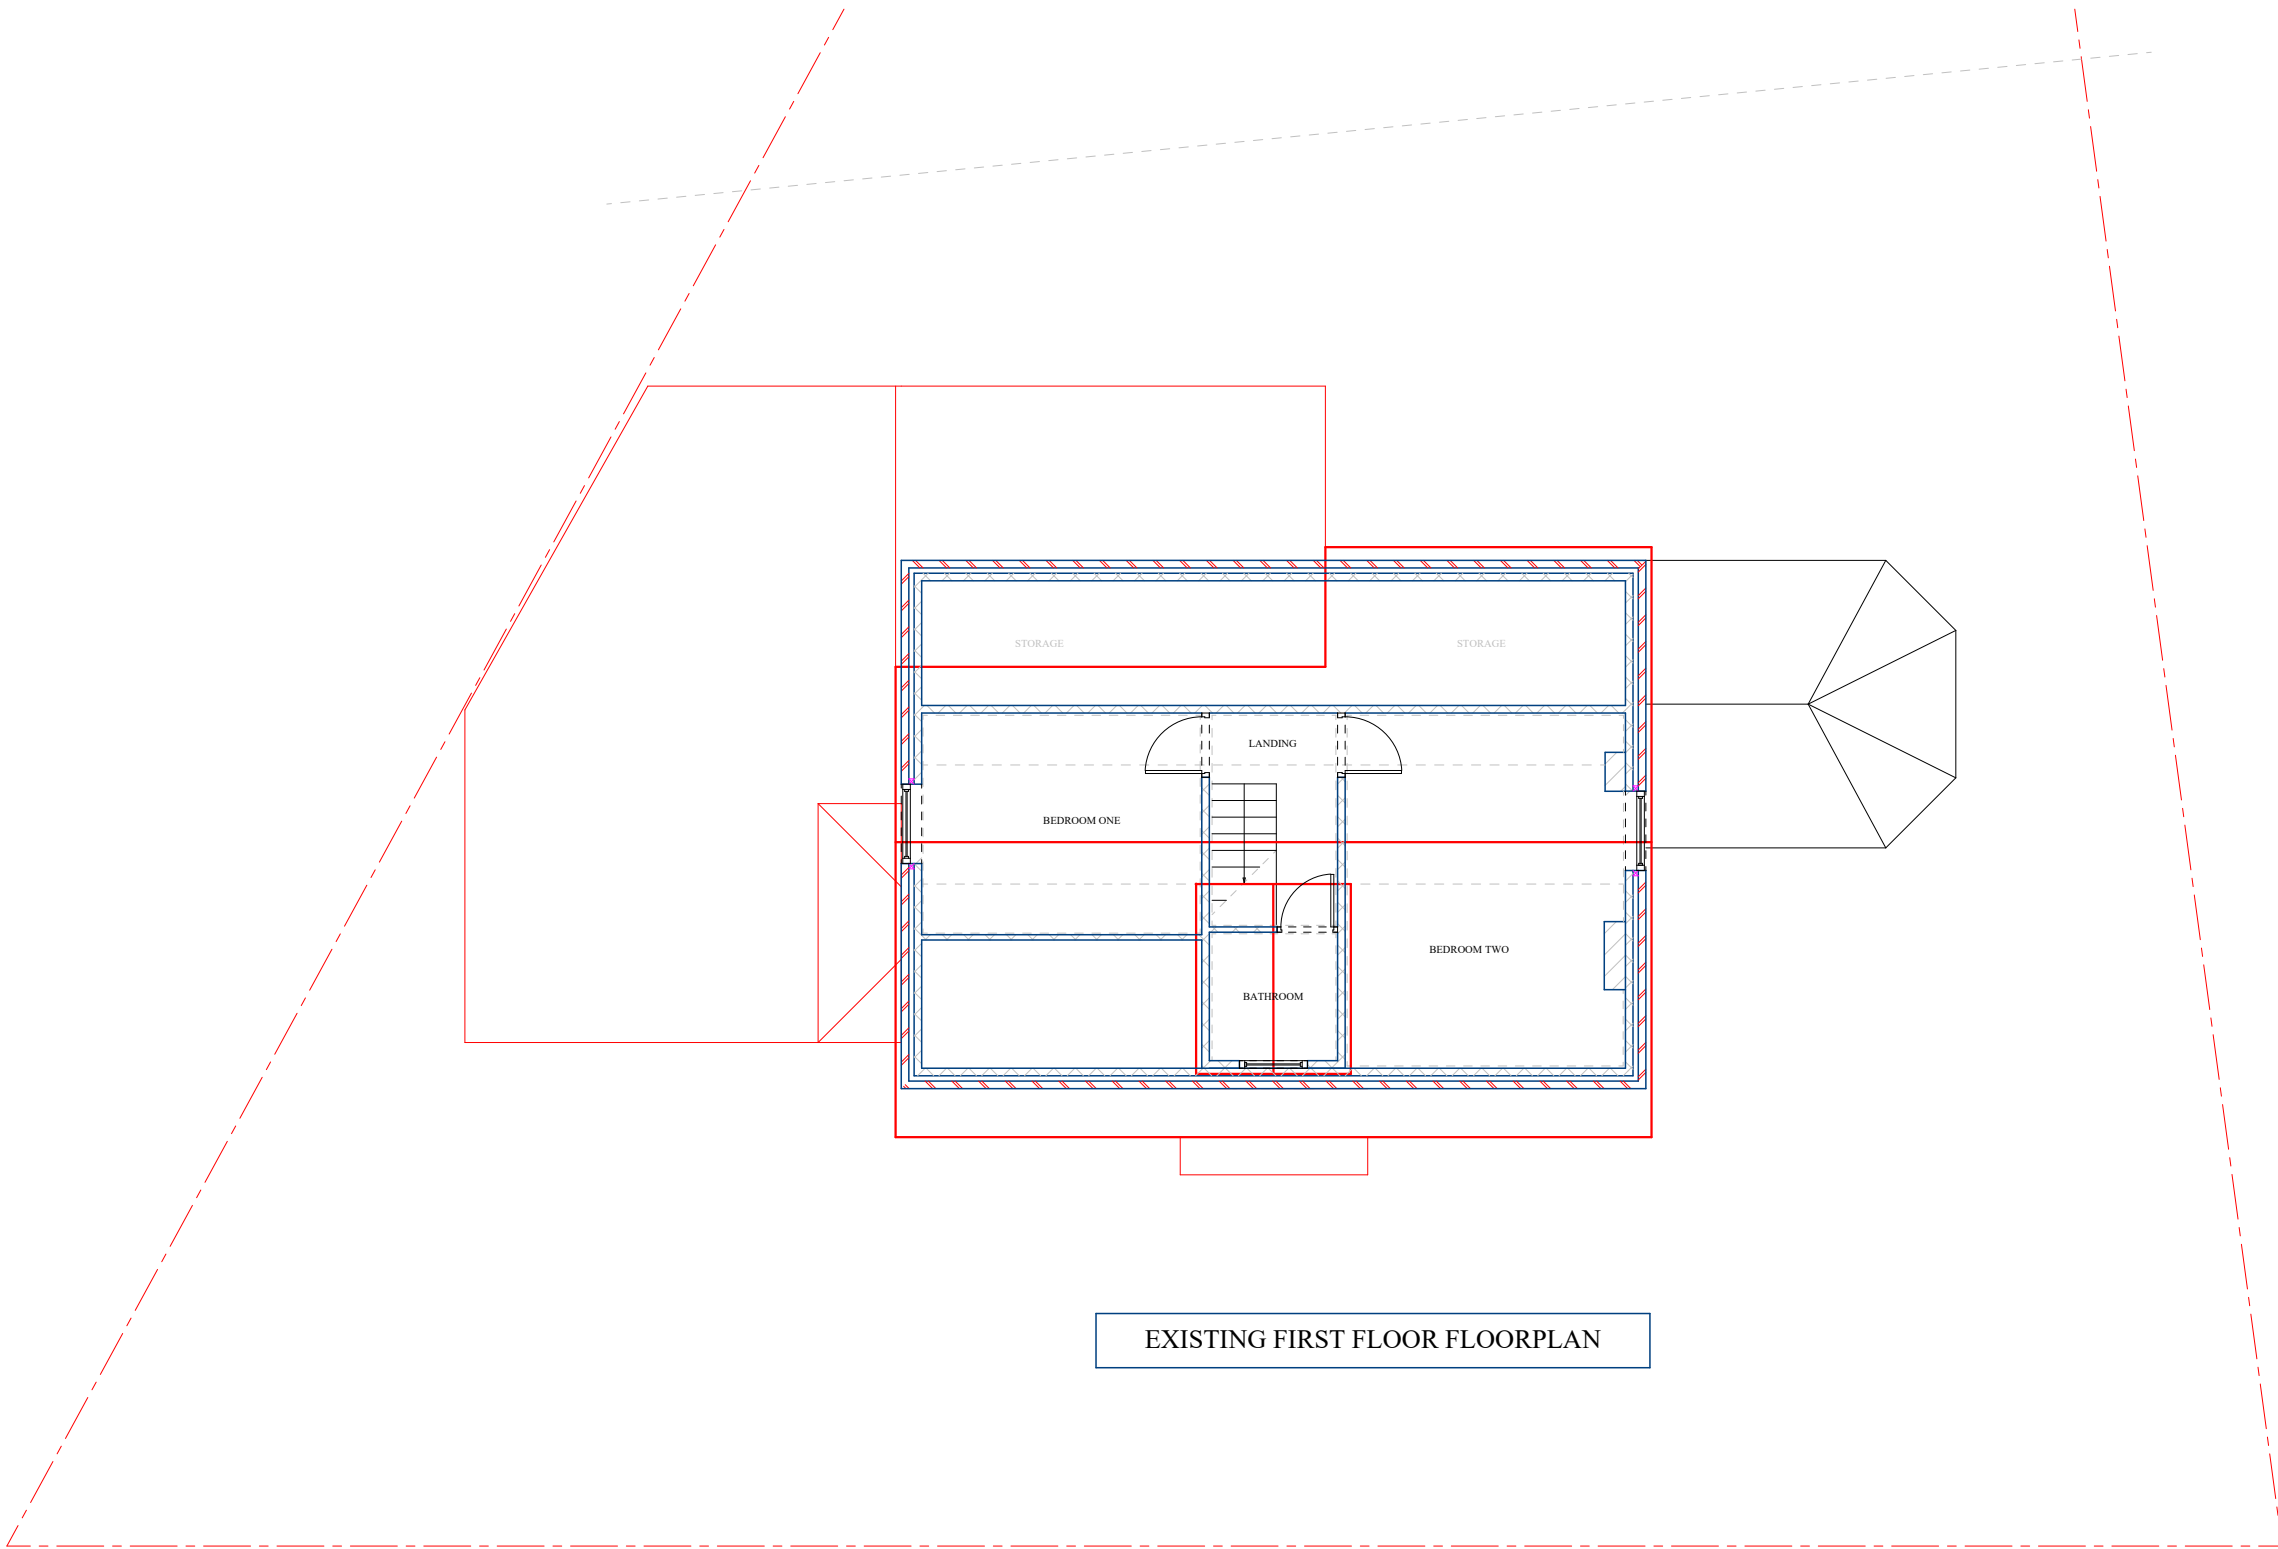 STORAGE
STORAGE
LANDING
BEDROOM ONE
BEDROOM TWO
BATHROOM
EXISTING FIRST FLOOR FLOORPLAN